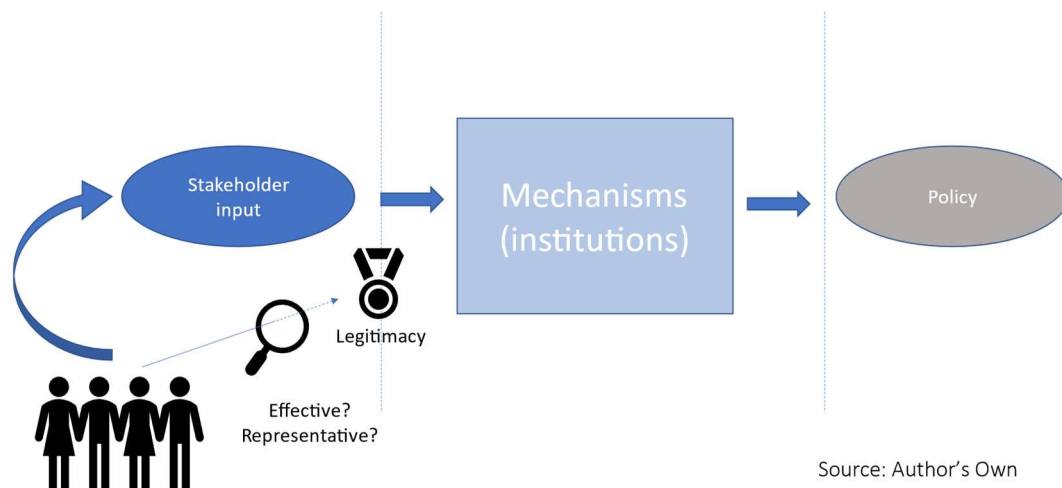 Stakeholder
input
Mechanisms
(institutions)
Policy
Legitimacy
Effective?
Representative?
Source: Author's Own